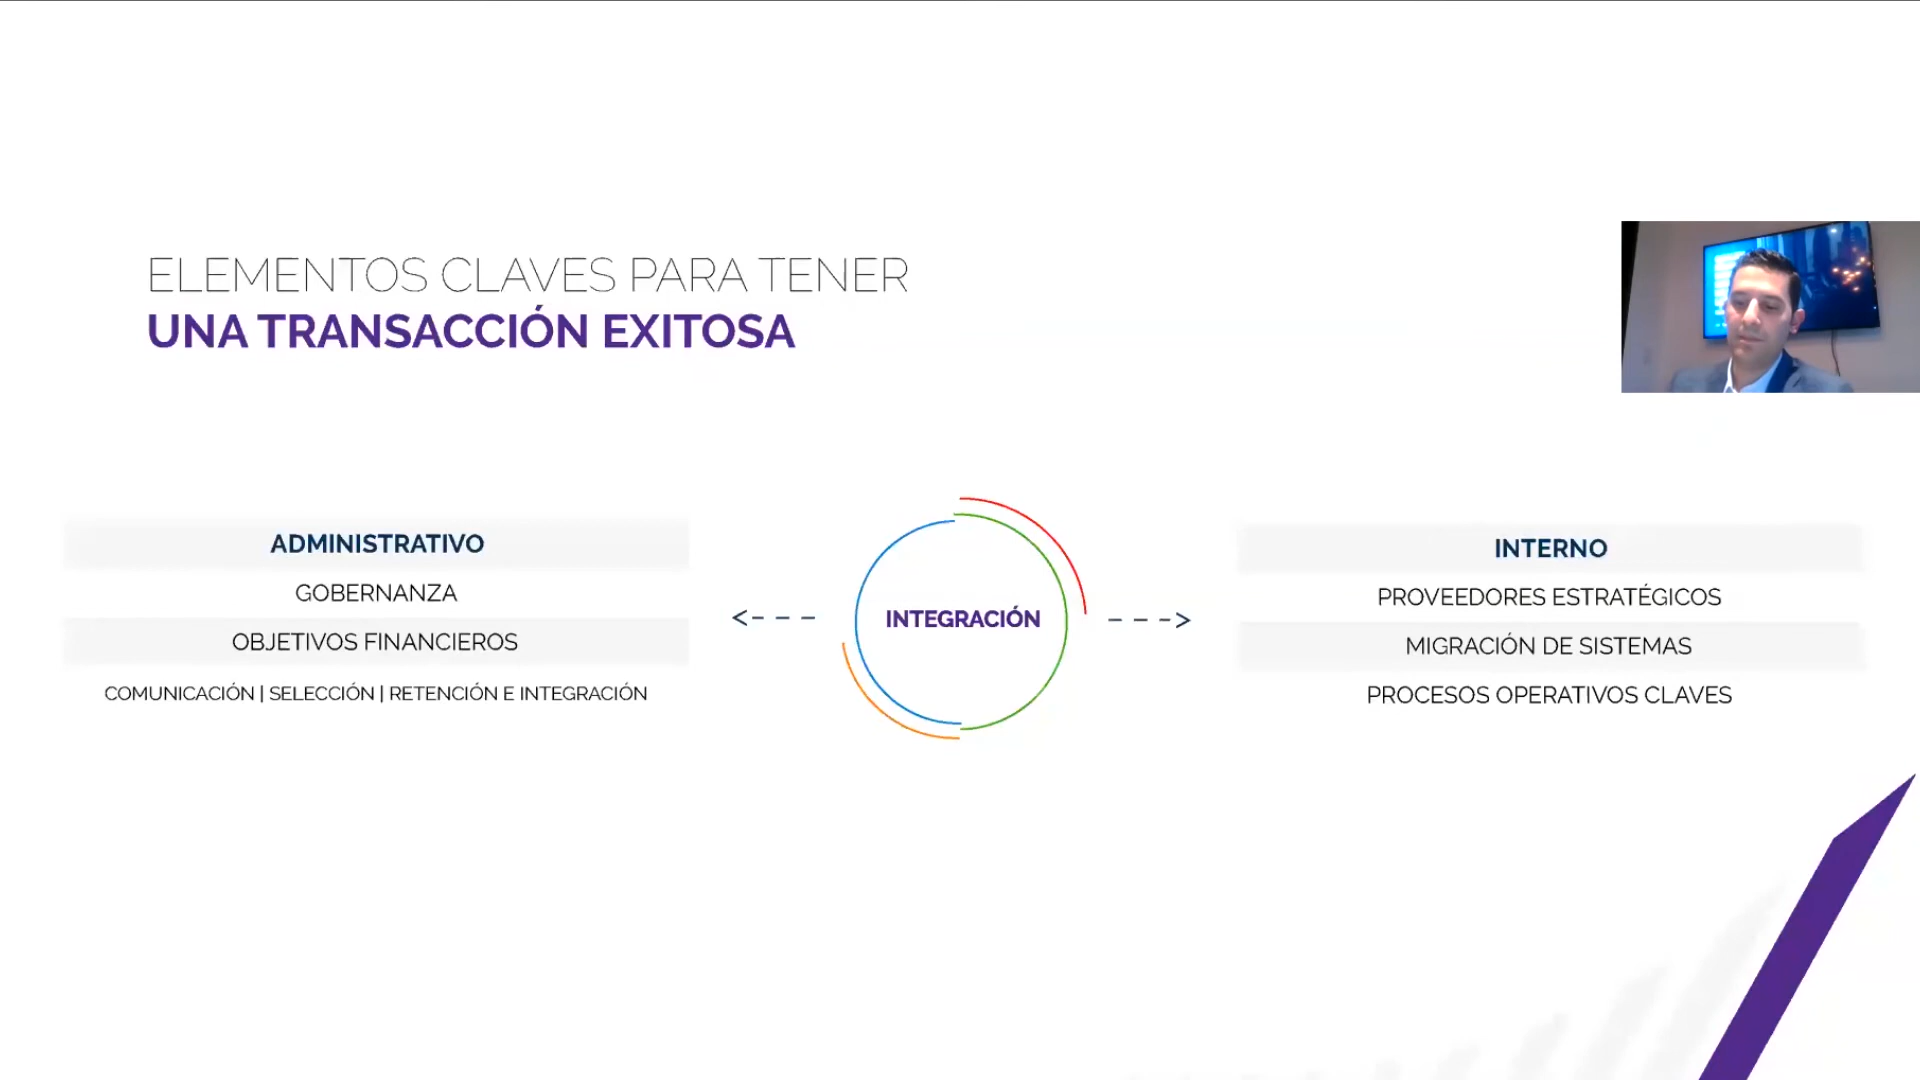 ELEMENTOS CLAVES PARA TENER
UNA TRANSACCIÓN EXITOSA
ADMINISTRATIVO
GOBERNANZA
OBJETIVOS FINANCIEROS
COMUNICACIÓN | SELECCIÓN | RETENCIÓN E INTEGRACIÓN
INTEGRACIÓN
INTERNO
PROVEEDORES ESTRATÉGICOS
MIGRACIÓN DE SISTEMAS
PROCESOS OPERATIVOS CLAVES